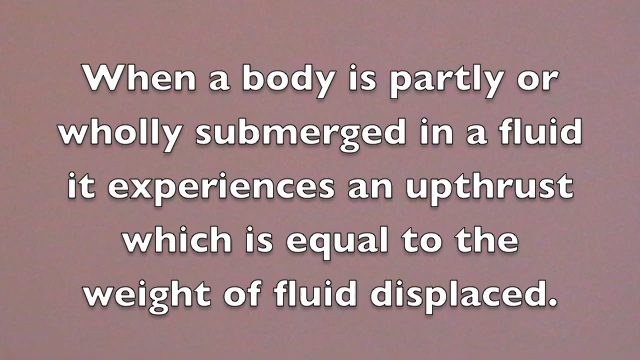 When a body is partly or
wholly submerged in a fluid
it experiences an upthrust
which is equal to the
weight of fluid displaced.